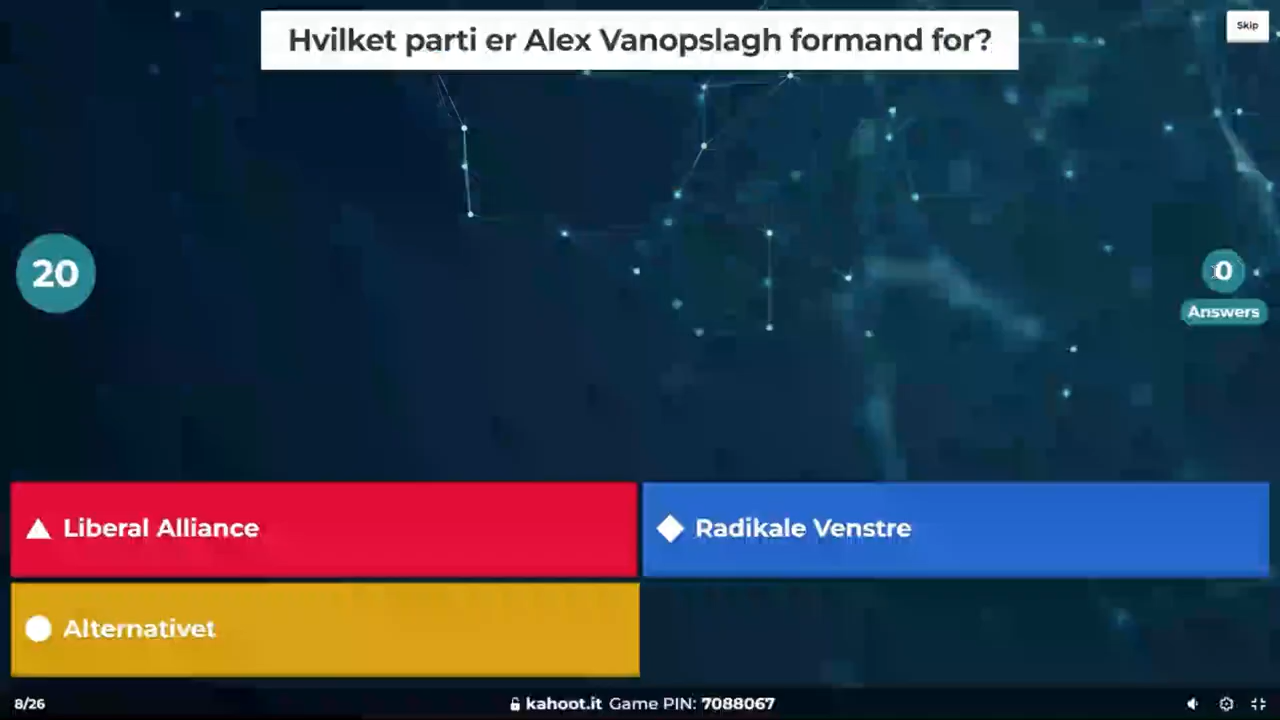 Hvilket parti er Alex Vanopslagh formand for?
Skip
20
0
Answers
Liberal Alliance
Radikale Venstre
Alternativet
8/26
kahoot.it Game PIN: 7088067